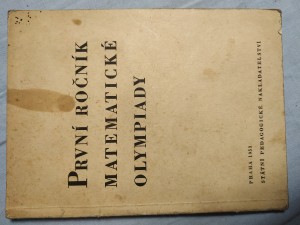 PRVNÍ ROČNÍK
MATEMATICKÉ
OLYMPIADY
PRAHA 1953
STÁTNÍ PEDAGOGICKÉ NAKLADATELSTVÍ